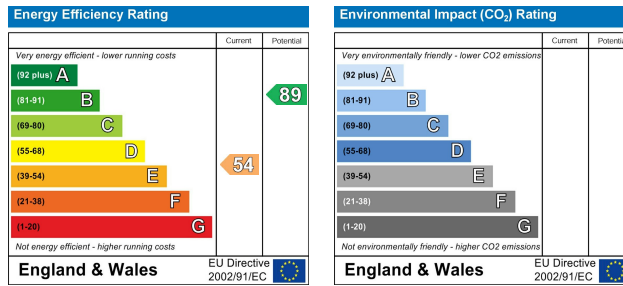 Energy Efficiency Rating
Current Potential
Very energy efficient - lower running costs
(92 plus) A
(81-91) B
89
(69-80) C
(55-68) D
54
(39-54) E
(21-38) F
(1-20) G
Not energy efficient - higher running costs
England & Wales
EU Directive
2002/91/EC
Environmental Impact (CO₂) Rating
Current Potentia
Very environmentally friendly - lower CO2 emissions
(92 plus) A
(81-91) B
(69-80) C
(55-68) D
(39-54) E
(21-38) F
(1-20) G
Not environmentally friendly - higher CO2 emissions
England & Wales
EU Directive
2002/91/EC